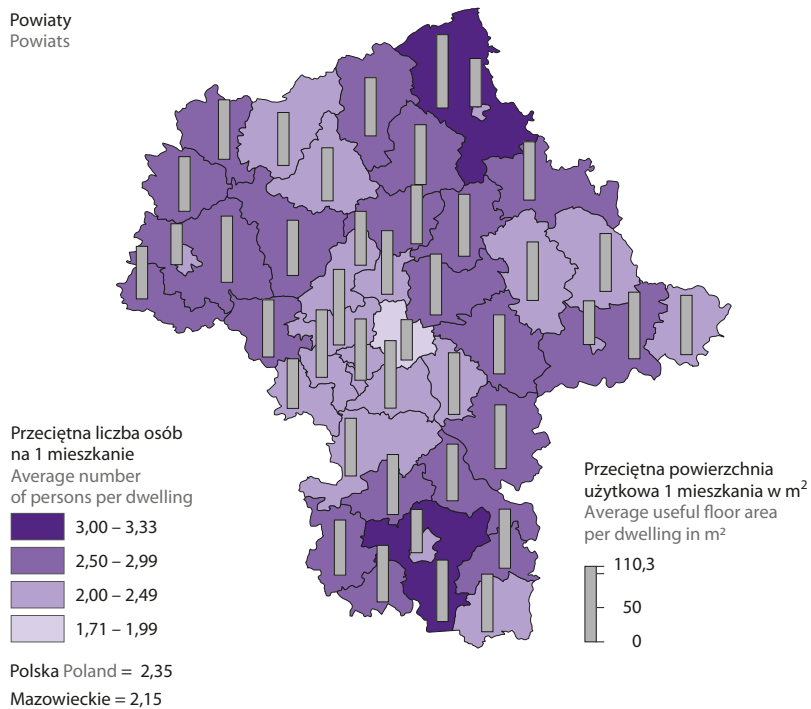 Powiaty
Powiats
Przeciętna liczba osób
na 1 mieszkanie
Average number
of persons per dwelling
3,00 – 3,33
2,50 – 2,99
2,00 – 2,49
1,71 – 1,99
Polska Poland = 2,35
Mazowieckie = 2,15
Przeciętna powierzchnia
użytkowa 1 mieszkania w m²
Average useful floor area
per dwelling in m²
110,3
50
0